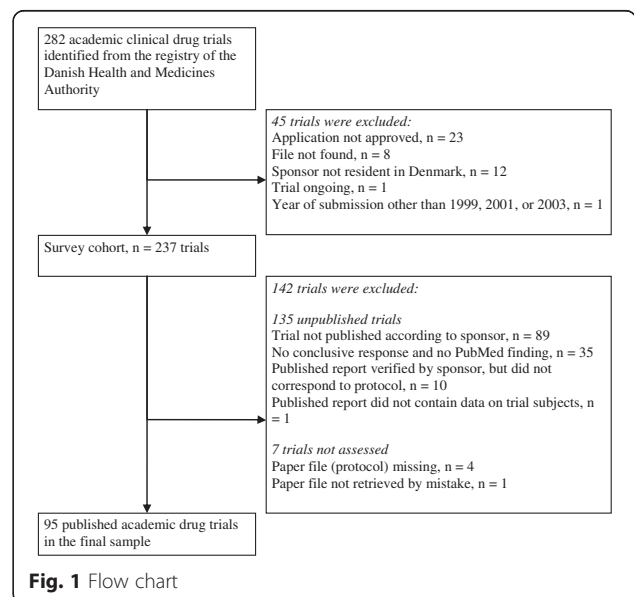 282 academic clinical drug trials
identified from the registry of the
Danish Health and Medicines
Authority
45 trials were excluded:
Application not approved, n = 23
File not found, n = 8
Sponsor not resident in Denmark, n = 12
Trial ongoing, n = 1
Year of submission other than 1999, 2001, or 2003, n = 1
Survey cohort, n = 237 trials
142 trials were excluded:
135 unpublished trials
Trial not published according to sponsor, n = 89
No conclusive response and no PubMed finding, n = 35
Published report verified by sponsor, but did not
correspond to protocol, n = 10
Published report did not contain data on trial subjects, n
= 1
7 trials not assessed
Paper file (protocol) missing, n = 4
Paper file not retrieved by mistake, n = 1
95 published academic drug trials
in the final sample
Fig. 1 Flow chart